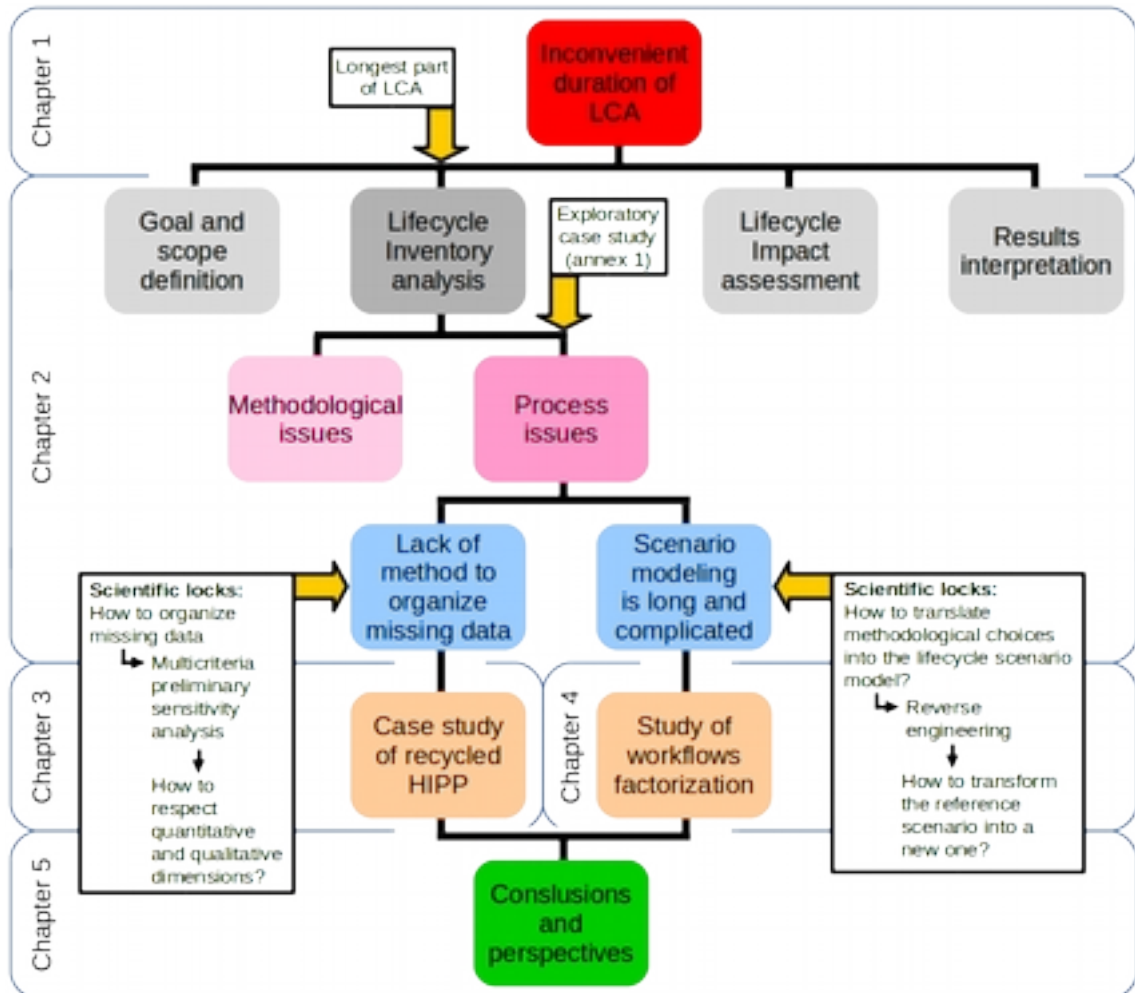 Chapter 1
Longest part
of LCA
Inconvenient
duration of
LCA
Chapter 2
Goal and
scope
definition
Lifecycle
Inventory
analysis
Exploratory
case study
(annex 1)
Lifecycle
Impact
assessment
Results
interpretation
Methodological
issues
Process
issues
Lack of
method to
organize
missing data
Scenario
modeling
is long and
complicated
Scientific locks:
How to organize
missing data
Multicriteria
preliminary
sensitivity
analysis
How to
respect
quantitative
and qualitative
dimensions?
Scientific locks:
How to translate
methodological choices
into the lifecycle scenario
model?
Reverse
engineering
How to transform
the reference
scenario into a
new one?
Chapter 3
Case study
of recycled
HIPP
Chapter 4
Study of
workflows
factorization
Chapter 5
Conslusions
and
perspectives